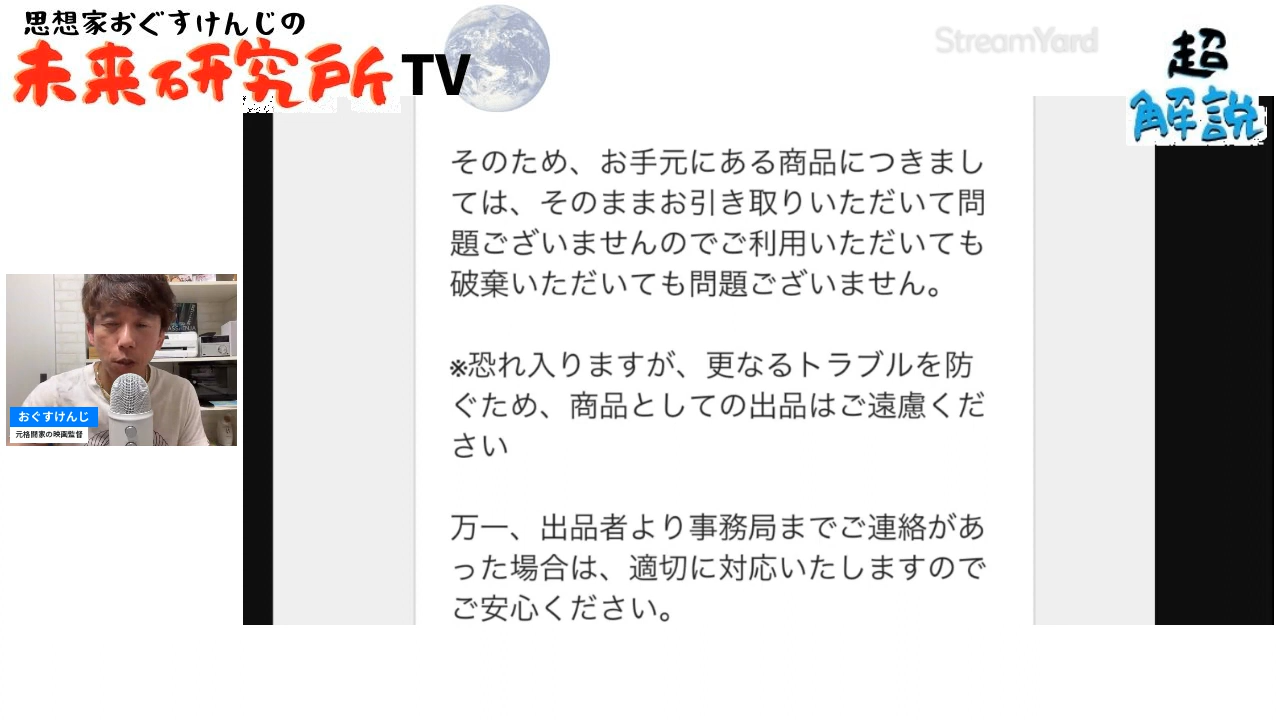 思想家おぐすけんじの
未来研究所TV
StreamYard
超
解説
そのため、お手元にある商品につきまし
ては、そのままお引き取りいただいて問
題ございませんのでご利用いただいても
破棄いただいても問題ございません。
※恐れ入りますが、更なるトラブルを防
ぐため、商品としての出品はご遠慮くだ
さい
万一、出品者より事務局までご連絡があ
った場合は、適切に対応いたしますので
ご安心ください。
おぐすけんじ
元格闘家の映画監督